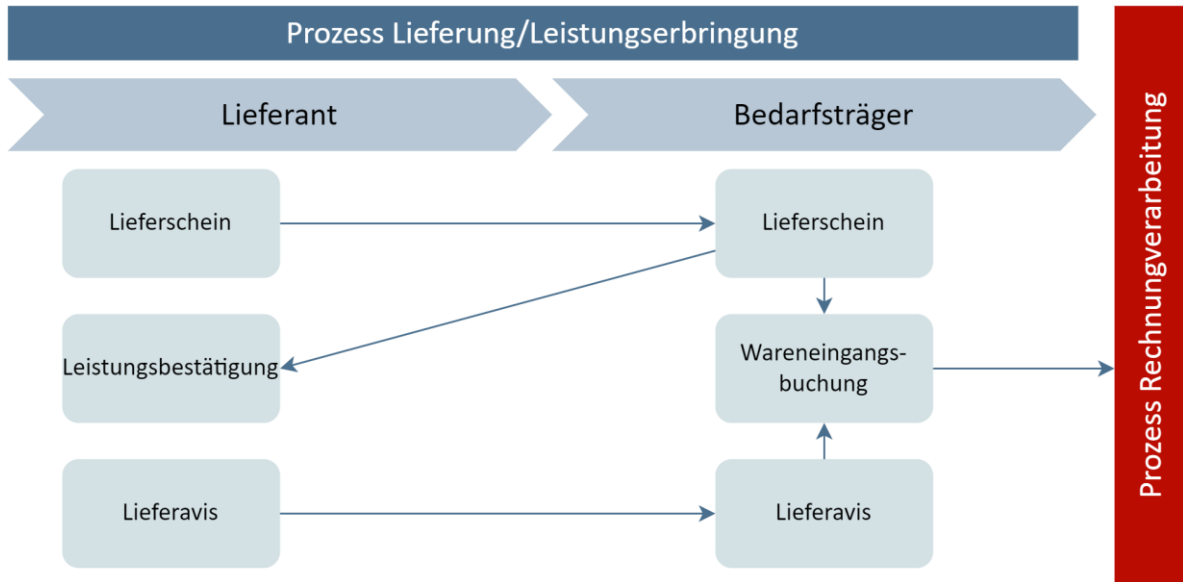 Prozess Lieferung/Leistungserbringung
Lieferant
Bedarfsträger
Lieferschein
Lieferschein
Leistungsbestätigung
Wareneingangs-
buchung
Lieferavis
Lieferavis
Prozess Rechnungverarbeitung